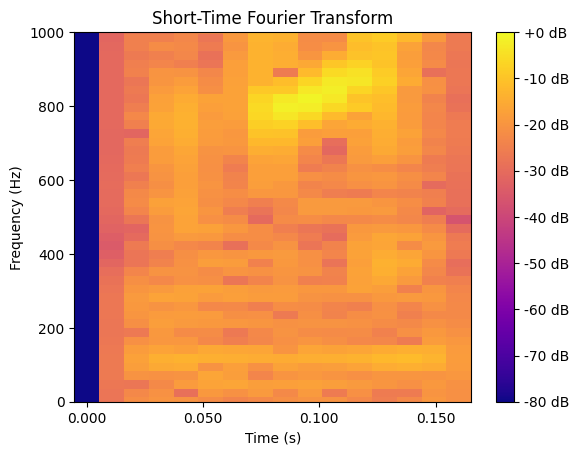 Short-Time Fourier Transform
1000
800
600
400
200
0
Frequency (Hz)
0.000
0.050
0.100
0.150
Time (s)
+0 dB
-10 dB
-20 dB
-30 dB
-40 dB
-50 dB
-60 dB
-70 dB
-80 dB